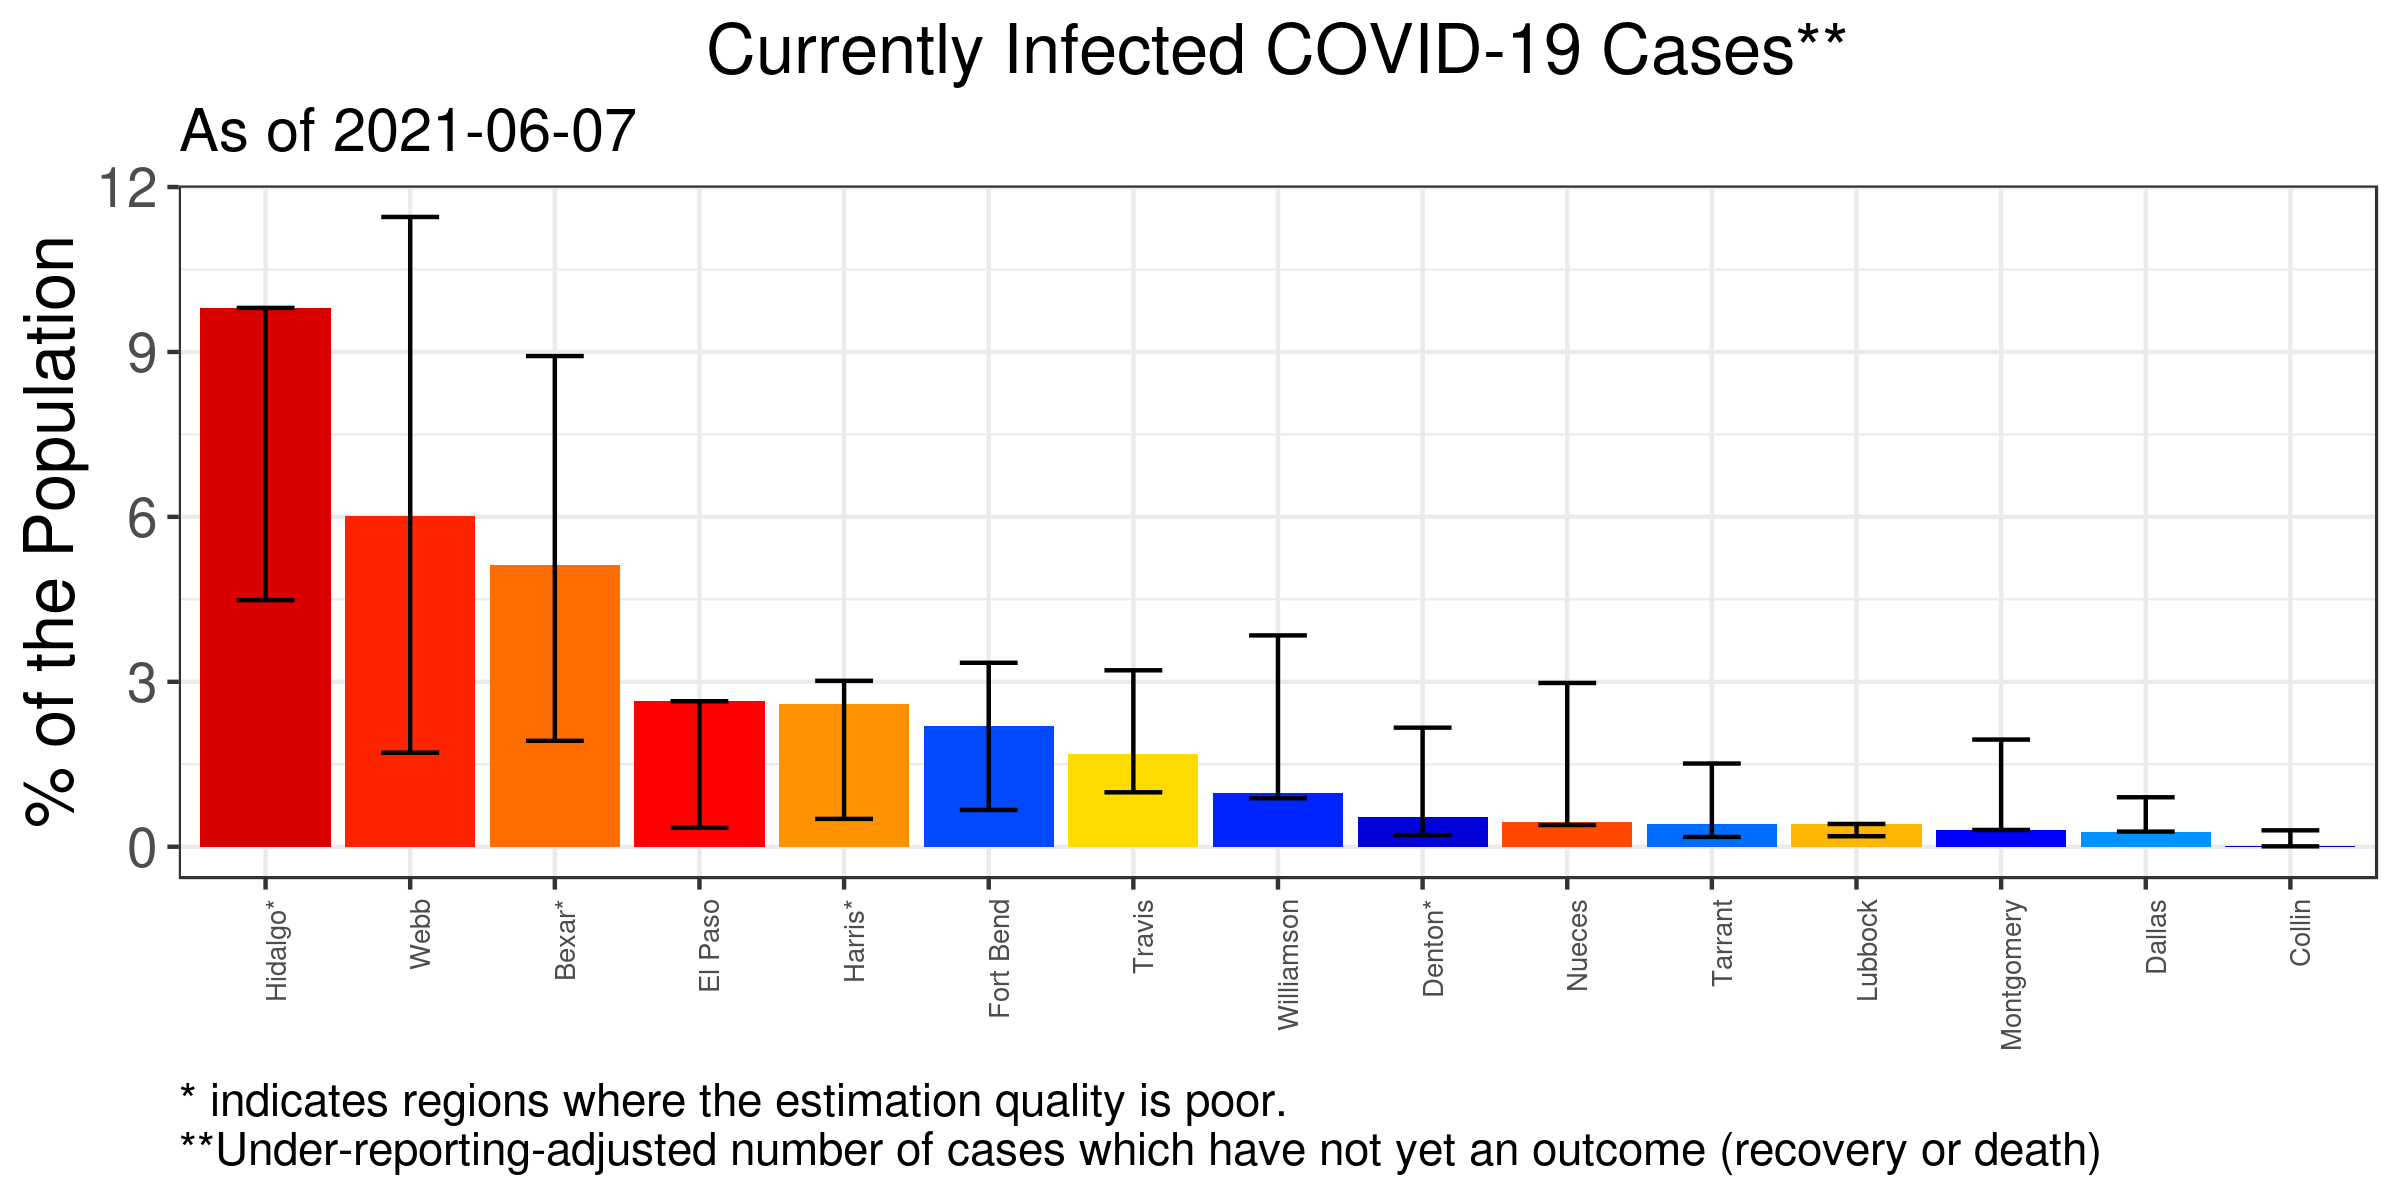 Currently Infected COVID-19 Cases**
As of 2021-06-07
% of the Population
12
9
6
3
0
Hidalgo*
Webb
Bexar*
El Paso
Harris*
Fort Bend
Travis
Williamson
Denton*
Nueces
Tarrant
Lubbock
Montgomery
Dallas
Collin
* indicates regions where the estimation quality is poor.
**Under-reporting-adjusted number of cases which have not yet an outcome (recovery or death)